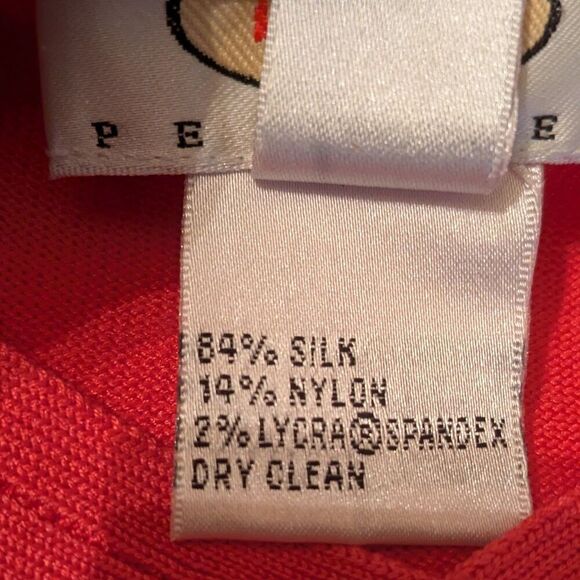 P E E
84% SILK
14% NYLON
2% LYCRA®SPANDEX
DRY CLEAN